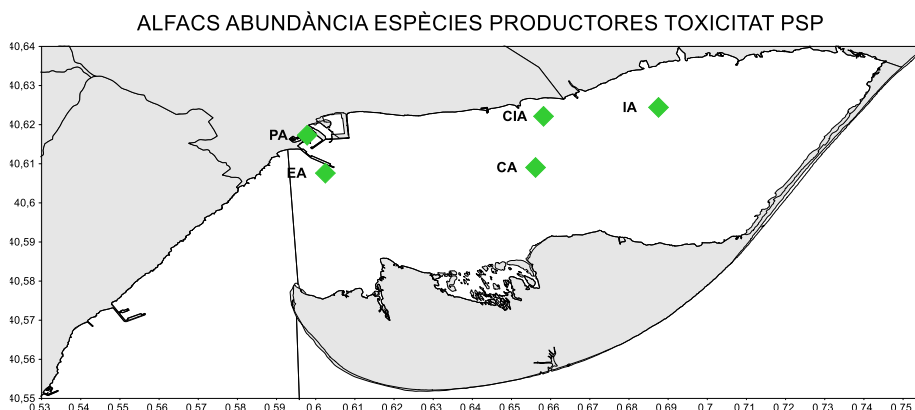 ALFACS ABUNDÀNCIA ESPÈCIES PRODUCTORES TOXICITAT PSP
40,64
40,63
40,62
40,61
40,6
40,59
40,58
40,57
40,56
40,55
CIA
IA
PA
EA
CA
0.53 0.54 0.55 0.56 0.57 0.58 0.59 0.6 0.61 0.62 0.63 0.64 0.65 0.66 0.67 0.68 0.69 0.7 0.71 0.72 0.73 0.74 0.75